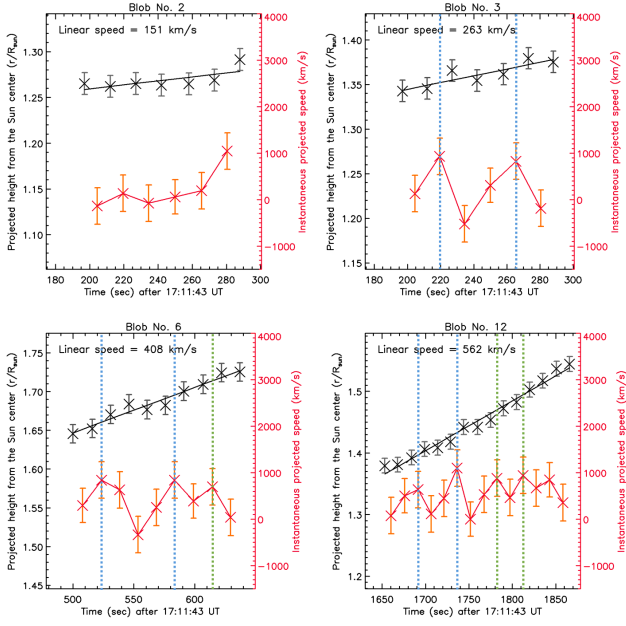 Blob No. 2
Linear speed = 151 km/s
Projected height from the Sun center (r/Rsun)
1.30
1.25
1.20
1.15
1.10
4000
3000
2000
1000
0
−1000
Instantaneous projected speed (km/s)
180 200 220 240 260 280 300
Time (sec) after 17:11:43 UT
Blob No. 3
Linear speed = 263 km/s
Projected height from the Sun center (r/Rsun)
1.40
1.35
1.30
1.25
1.20
1.15
4000
3000
2000
1000
0
−1000
Instantaneous projected speed (km/s)
180 200 220 240 260 280 300
Time (sec) after 17:11:43 UT
Blob No. 6
Linear speed = 408 km/s
Projected height from the Sun center (r/Rsun)
1.75
1.70
1.65
1.60
1.55
1.50
1.45
4000
3000
2000
1000
0
−1000
Instantaneous projected speed (km/s)
500 550 600
Time (sec) after 17:11:43 UT
Blob No. 12
Linear speed = 562 km/s
Projected height from the Sun center (r/Rsun)
1.5
1.4
1.3
1.2
4000
3000
2000
1000
0
−1000
Instantaneous projected speed (km/s)
1650 1700 1750 1800 1850
Time (sec) after 17:11:43 UT